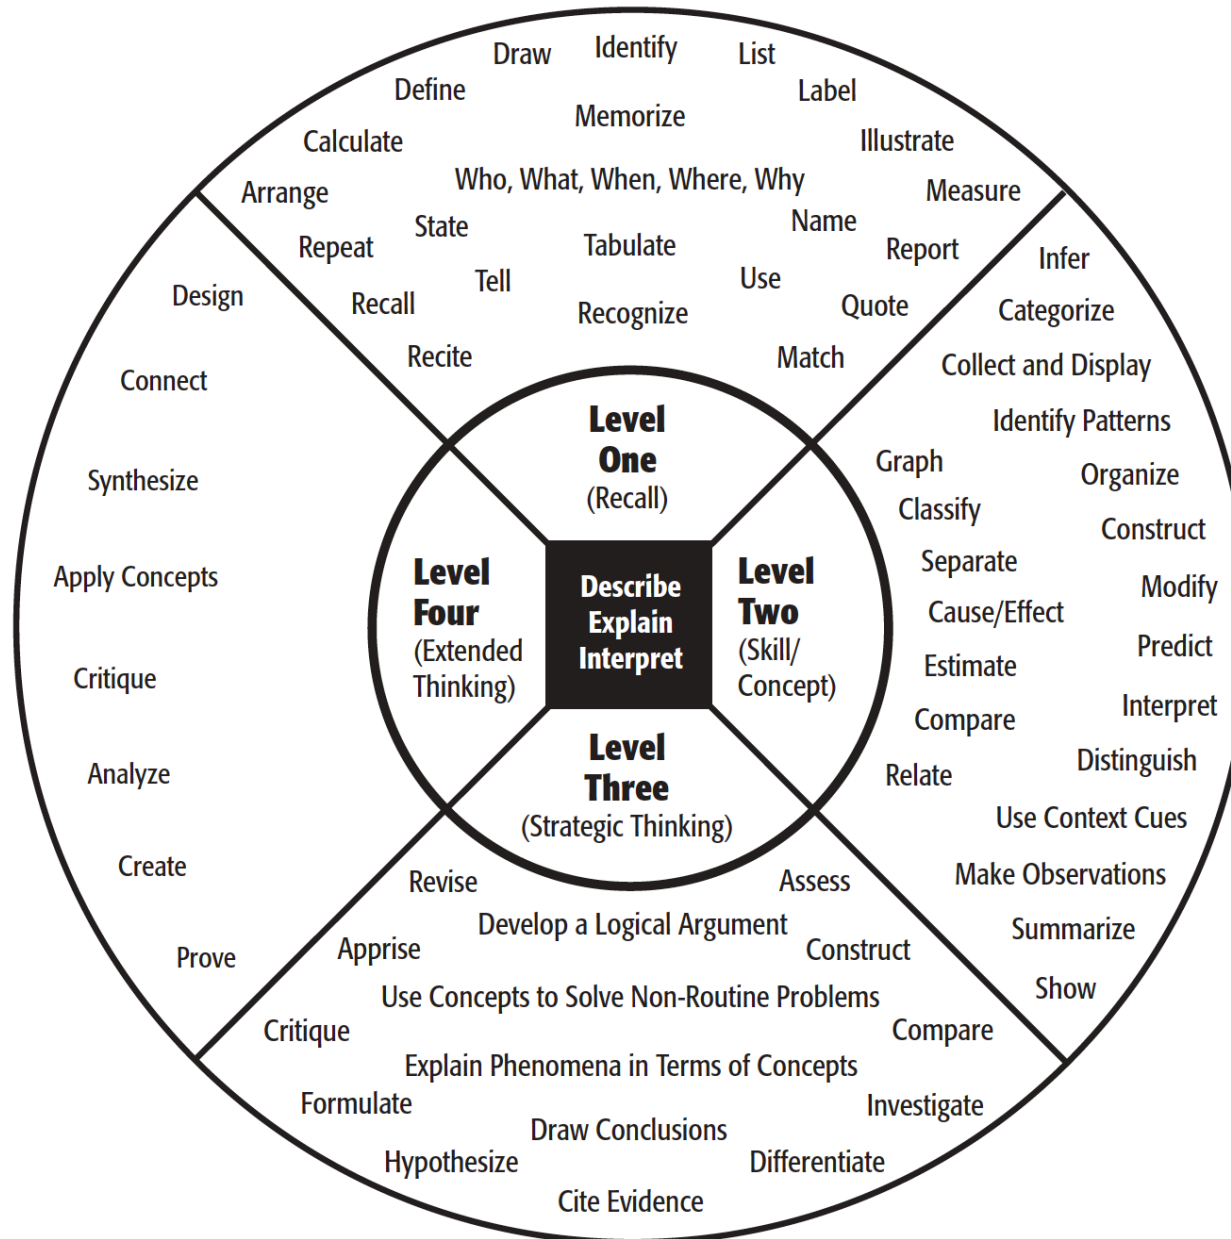 Draw
Identify
List
Define
Label
Memorize
Calculate
Illustrate
Who, What, When, Where, Why
Arrange
Measure
State
Name
Repeat
Tabulate
Report
Tell
Use
Recall
Recognize
Quote
Recite
Match
Level
One
(Recall)
Infer
Categorize
Collect and Display
Identify Patterns
Graph
Organize
Classify
Construct
Separate
Modify
Cause/Effect
Predict
Estimate
Interpret
Compare
Distinguish
Relate
Use Context Cues
Make Observations
Summarize
Show
Level
Two
(Skill/
Concept)
Describe
Explain
Interpret
Level
Three
(Strategic Thinking)
Revise
Assess
Develop a Logical Argument
Apprise
Construct
Use Concepts to Solve Non-Routine Problems
Critique
Compare
Explain Phenomena in Terms of Concepts
Formulate
Investigate
Draw Conclusions
Hypothesize
Differentiate
Cite Evidence
Level
Four
(Extended
Thinking)
Design
Connect
Synthesize
Apply Concepts
Critique
Analyze
Create
Prove